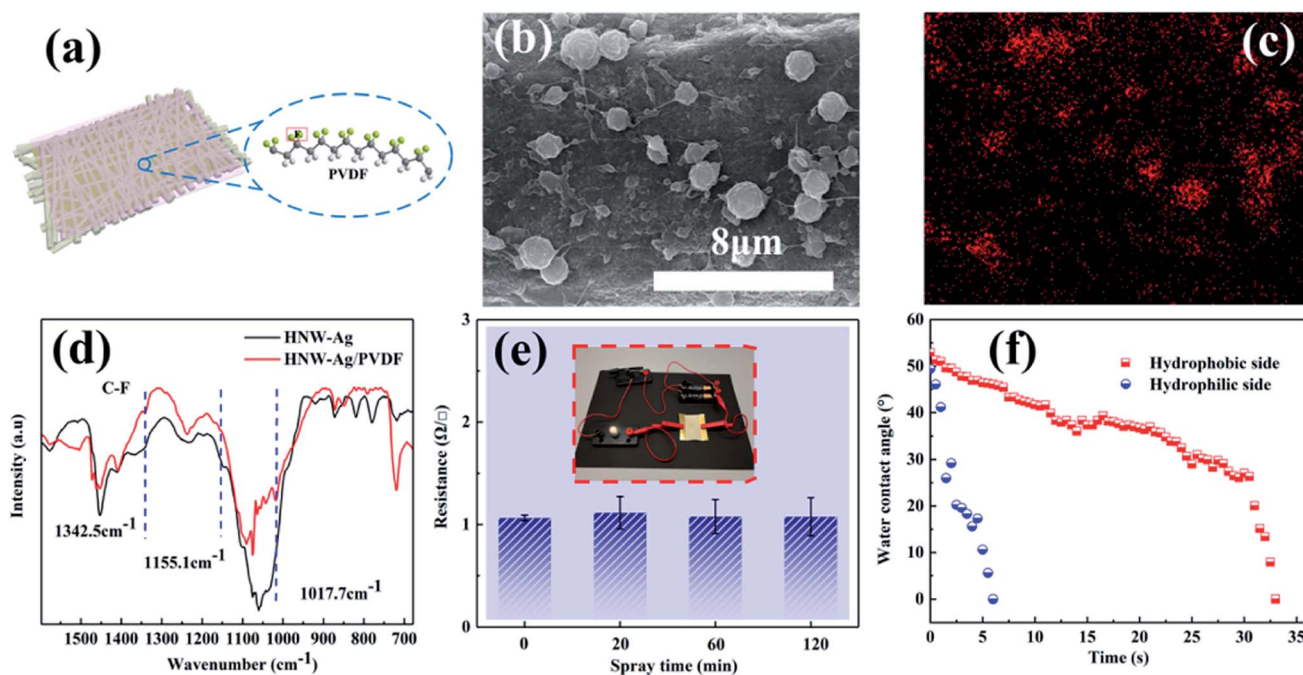 (a)
F
PVDF
(b)
8μm
(c)
(d)
HNW-Ag
HNW-Ag/PVDF
C-F
1342.5cm⁻¹
1155.1cm⁻¹
1017.7cm⁻¹
Intensity (a.u)
1500 1400 1300 1200 1100 1000 900 800 700
Wavenumber (cm⁻¹)
(e)
Resistance (Ω/□)
3
2
1
0
0 20 60 120
Spray time (min)
(f)
Hydrophobic side
Hydrophilic side
Water contact angle (°)
60
50
40
30
20
10
0
0 5 10 15 20 25 30 35
Time (s)